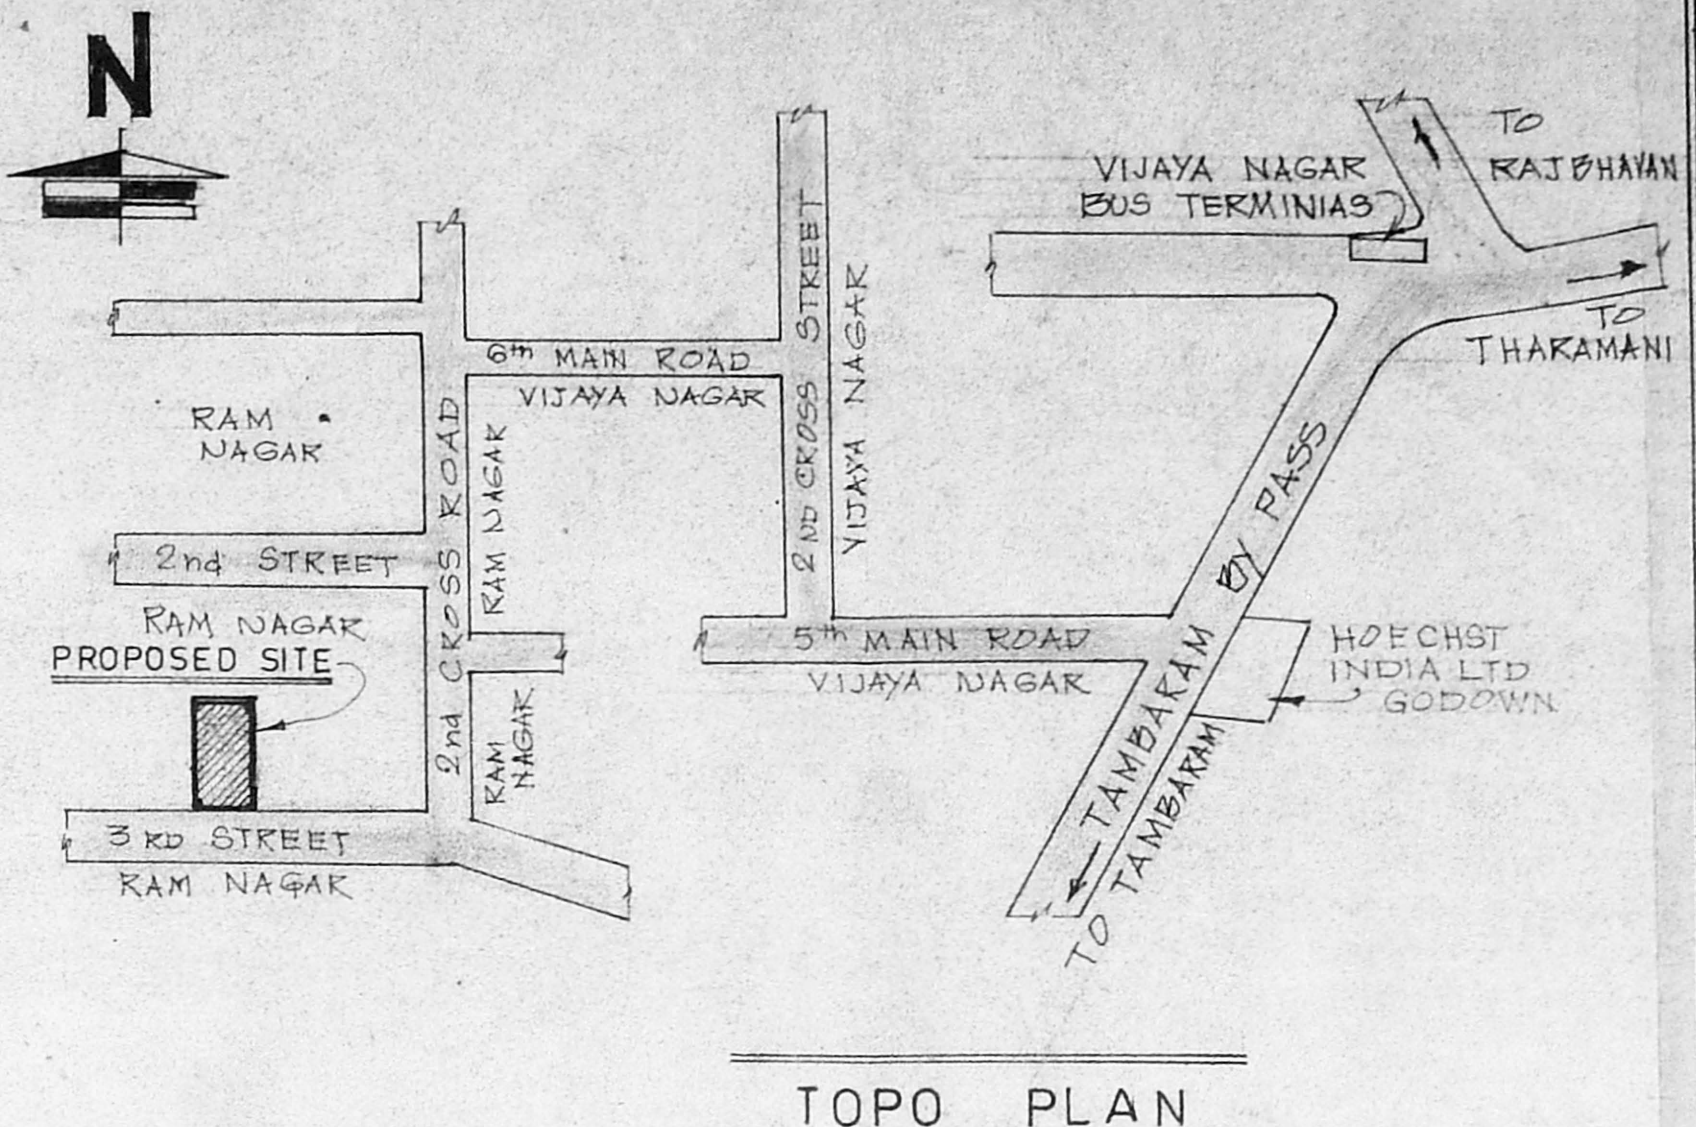 N
TO
RAJBHAVAN
VIJAYA NAGAR
BUS TERMINIAS
TO
THARAMANI
6th MAIN ROAD
VIJAYA NAGAR
2ND CROSS STREET
VIJAYA NAGAR
RAM
NAGAR
2nd CROSS ROAD
RAM NAGAR
2nd STREET
RAM NAGAR
PROPOSED SITE
RAM
NAGAR
3RD STREET
RAM NAGAR
5th MAIN ROAD
VIJAYA NAGAR
TAMBARAM BY PASS
TO TAMBARAM
HOECHST
INDIA LTD
GODOWN
TOPO PLAN